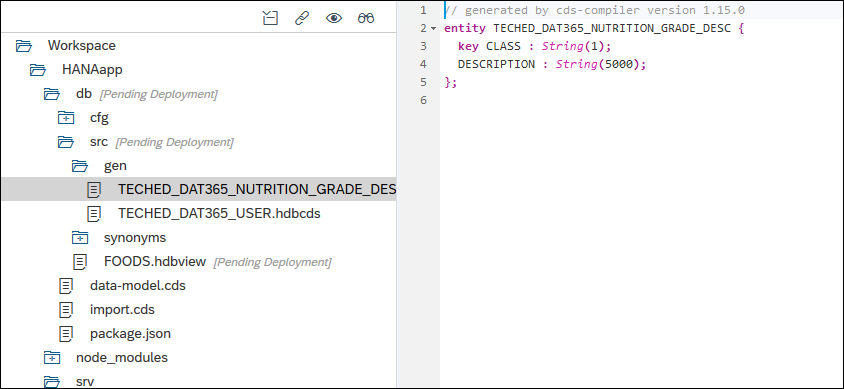 Workspace
HANAapp
db [Pending Deployment]
cfg
src [Pending Deployment]
gen
TECHED_DAT365_NUTRITION_GRADE_DES
TECHED_DAT365_USER.hdbcds
synonyms
FOODS.hdbview [Pending Deployment]
data-model.cds
import.cds
package.json
node_modules
srv
1 // generated by cds-compiler version 1.15.0
2 entity TECHED_DAT365_NUTRITION_GRADE_DESC {
3 key CLASS : String(1);
4 DESCRIPTION : String(5000);
5 };
6